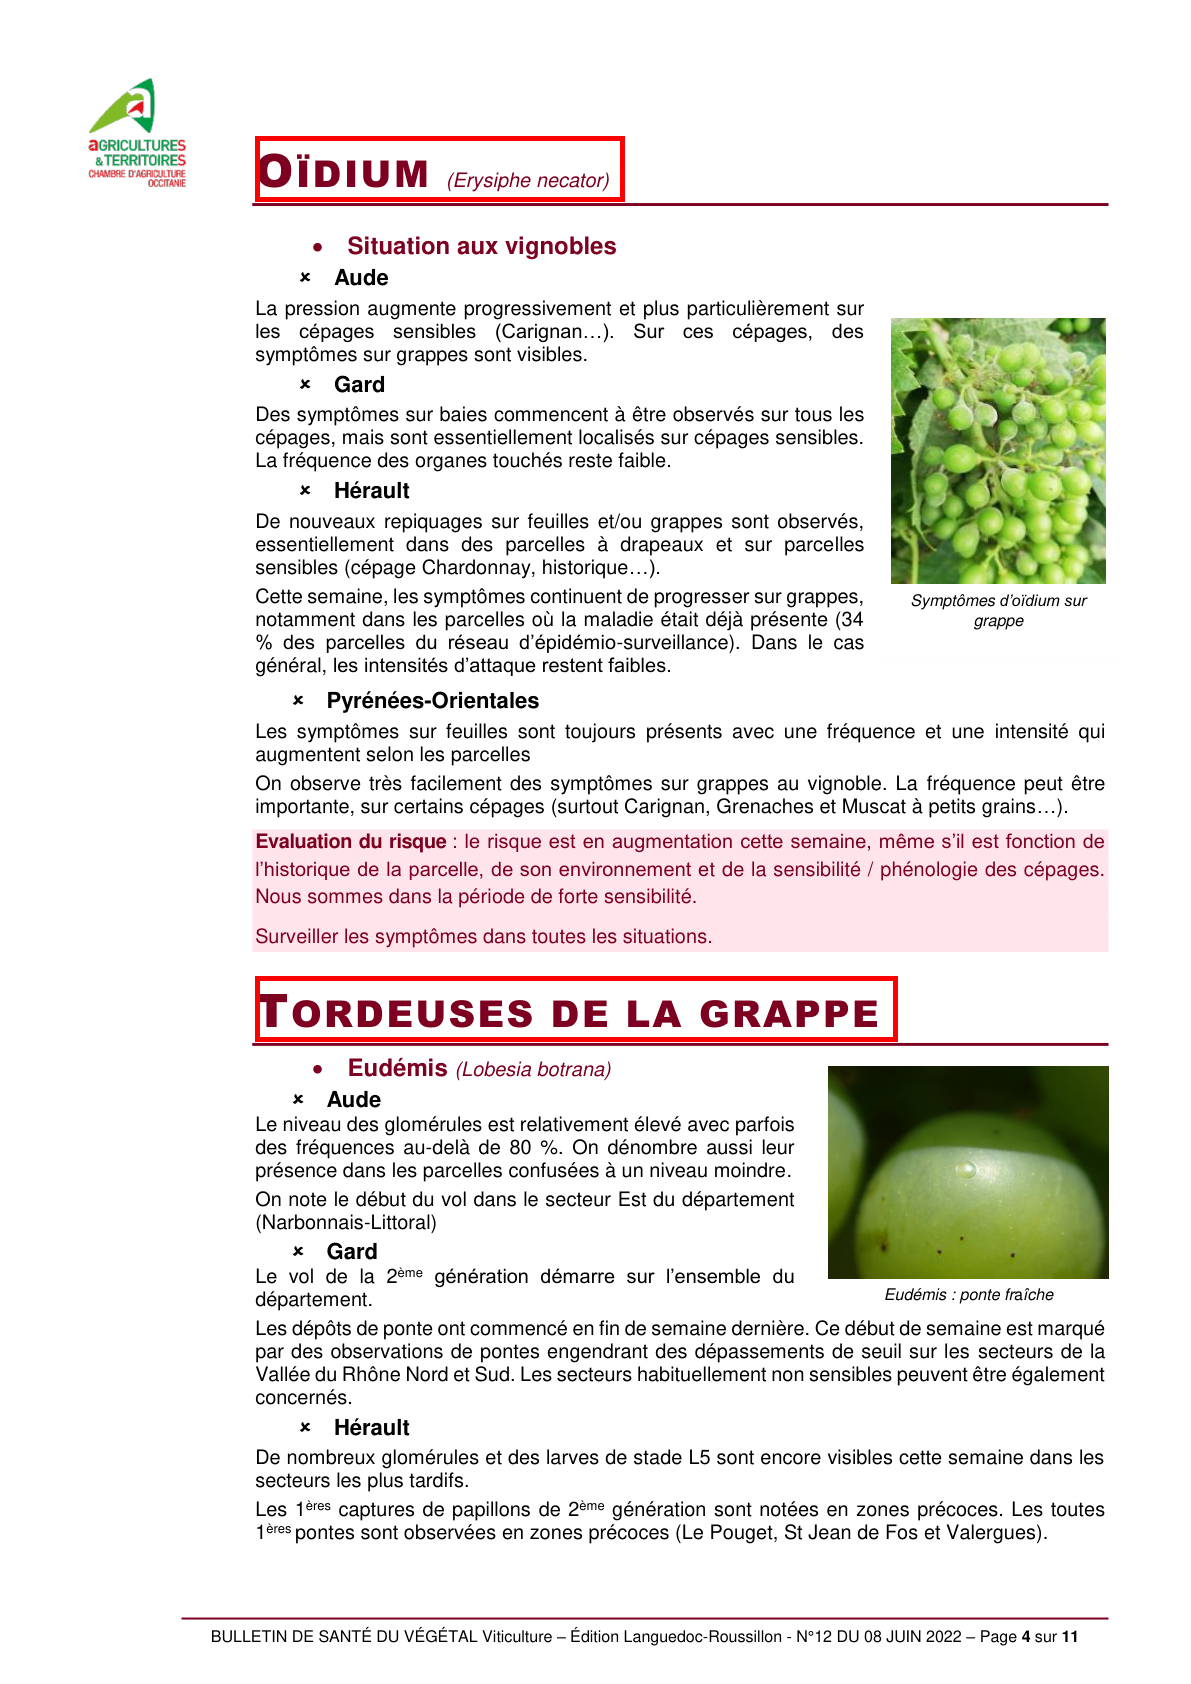 aGRICULTURES
& TERRITOIRES
CHAMBRE D'AGRICULTURE
OCCITANIE
OÏDIUM (Erysiphe necator)
• Situation aux vignobles
× Aude
La pression augmente progressivement et plus particulièrement sur
les cépages sensibles (Carignan…). Sur ces cépages, des
symptômes sur grappes sont visibles.
× Gard
Des symptômes sur baies commencent à être observés sur tous les
cépages, mais sont essentiellement localisés sur cépages sensibles.
La fréquence des organes touchés reste faible.
× Hérault
De nouveaux repiquages sur feuilles et/ou grappes sont observés,
essentiellement dans des parcelles à drapeaux et sur parcelles
sensibles (cépage Chardonnay, historique…).
Cette semaine, les symptômes continuent de progresser sur grappes,
notamment dans les parcelles où la maladie était déjà présente (34
% des parcelles du réseau d'épidémio-surveillance). Dans le cas
général, les intensités d'attaque restent faibles.
Symptômes d'oïdium sur
grappe
× Pyrénées-Orientales
Les symptômes sur feuilles sont toujours présents avec une fréquence et une intensité qui
augmentent selon les parcelles
On observe très facilement des symptômes sur grappes au vignoble. La fréquence peut être
importante, sur certains cépages (surtout Carignan, Grenaches et Muscat à petits grains…).
Evaluation du risque : le risque est en augmentation cette semaine, même s'il est fonction de
l'historique de la parcelle, de son environnement et de la sensibilité / phénologie des cépages.
Nous sommes dans la période de forte sensibilité.
Surveiller les symptômes dans toutes les situations.
TORDEUSES DE LA GRAPPE
• Eudémis (Lobesia botrana)
× Aude
Le niveau des glomérules est relativement élevé avec parfois
des fréquences au-delà de 80 %. On dénombre aussi leur
présence dans les parcelles confusées à un niveau moindre.
On note le début du vol dans le secteur Est du département
(Narbonnais-Littoral)
× Gard
Le vol de la 2ème génération démarre sur l'ensemble du
département.
Eudémis : ponte fraîche
Les dépôts de ponte ont commencé en fin de semaine dernière. Ce début de semaine est marqué
par des observations de pontes engendrant des dépassements de seuil sur les secteurs de la
Vallée du Rhône Nord et Sud. Les secteurs habituellement non sensibles peuvent être également
concernés.
× Hérault
De nombreux glomérules et des larves de stade L5 sont encore visibles cette semaine dans les
secteurs les plus tardifs.
Les 1ères captures de papillons de 2ème génération sont notées en zones précoces. Les toutes
1ères pontes sont observées en zones précoces (Le Pouget, St Jean de Fos et Valergues).
BULLETIN DE SANTÉ DU VÉGÉTAL Viticulture – Édition Languedoc-Roussillon - N°12 DU 08 JUIN 2022 – Page 4 sur 11